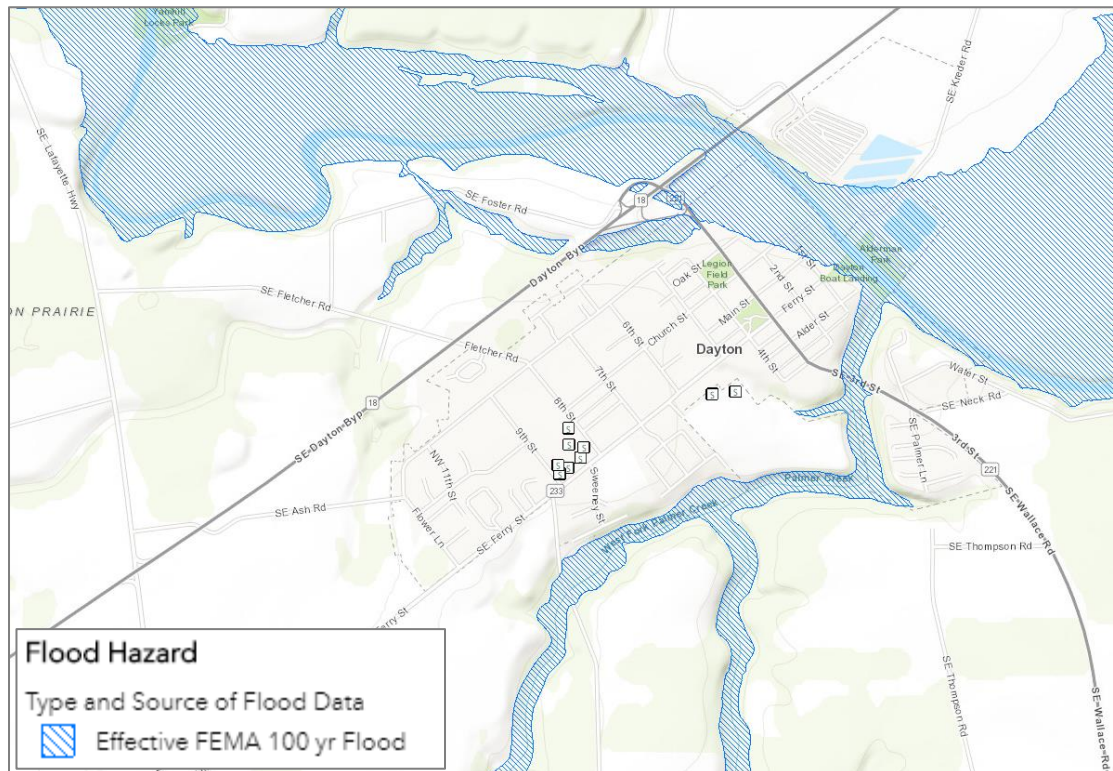 Yamhill
Locks Park
SE Kreder Rd
SE Lafayette Hwy
SE Foster Rd
18
221
Dayton Byp
Alderman
Park
Dayton
Boat Landing
Legion
Field
Park
Oak St
1st St
2nd St
Ferry St
Main St
Church St
Alder St
4th St
6th St
7th St
Dayton
SE Fletcher Rd
Fletcher Rd
ON PRAIRIE
SE 3rd St
Water St
SE Neck Rd
SE Palmer Ln
3rd St
221
18
SE Dayton Byp
8th St
9th St
NW 11th St
Flower Ln
S
S
S
S
S
S
S
S
S
S
233
Sweeney St
SE Ash Rd
SE Ferry St
West Fork Palmer Creek
Palmer Creek
SE Wallace Rd
SE Thompson Rd
SE Thompson Rd
SE Wallace Rd
Ferry St
Flood Hazard
Type and Source of Flood Data
Effective FEMA 100 yr Flood